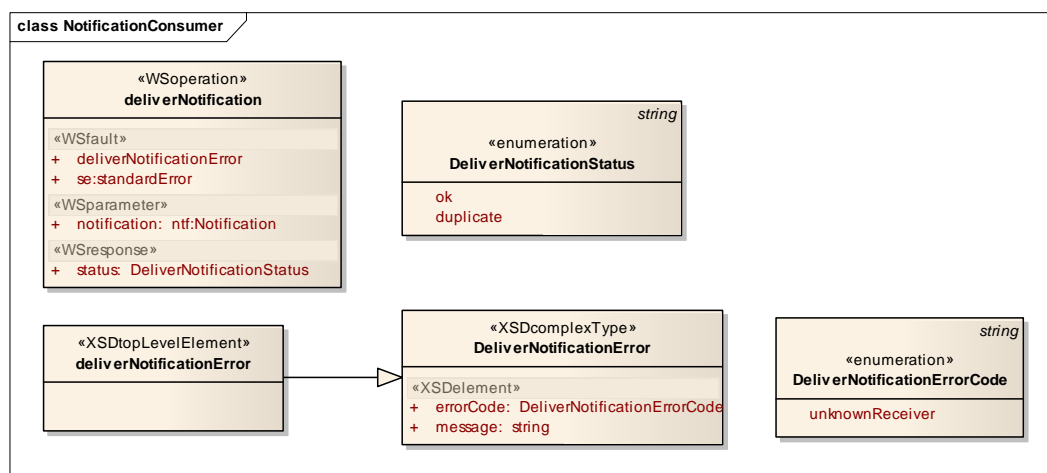 class NotificationConsumer
«WSoperation»
deliverNotification
«WSfault»
+ deliverNotificationError
+ se:standardError
«WSparameter»
+ notification: ntf:Notification
«WSresponse»
+ status: DeliverNotificationStatus
string
«enumeration»
DeliverNotificationStatus
ok
duplicate
«XSDtopLevelElement»
deliverNotificationError
«XSDcomplexType»
DeliverNotificationError
«XSDelement»
+ errorCode: DeliverNotificationErrorCode
+ message: string
string
«enumeration»
DeliverNotificationErrorCode
unknownReceiver